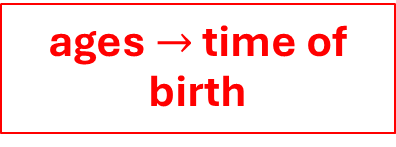 ages → time of
birth